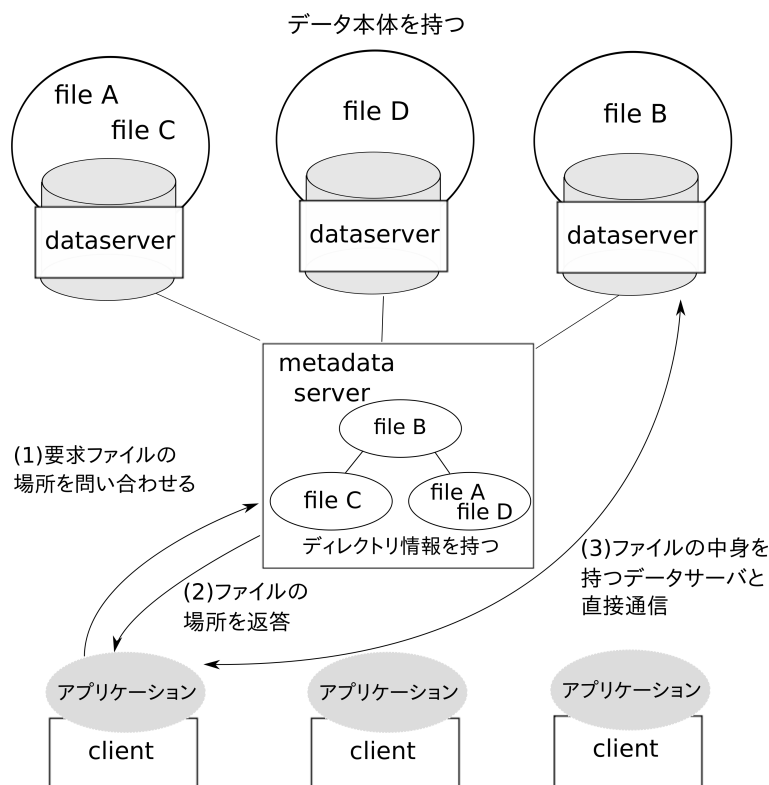 データ本体を持つ
file A
file C
file D
file B
dataserver
dataserver
dataserver
metadata
server
file B
file C
file A
file D
ディレクトリ情報を持つ
(1)要求ファイルの
場所を問い合わせる
(2)ファイルの
場所を返答
(3)ファイルの中身を
持つデータサーバと
直接通信
アプリケーション
アプリケーション
アプリケーション
client
client
client